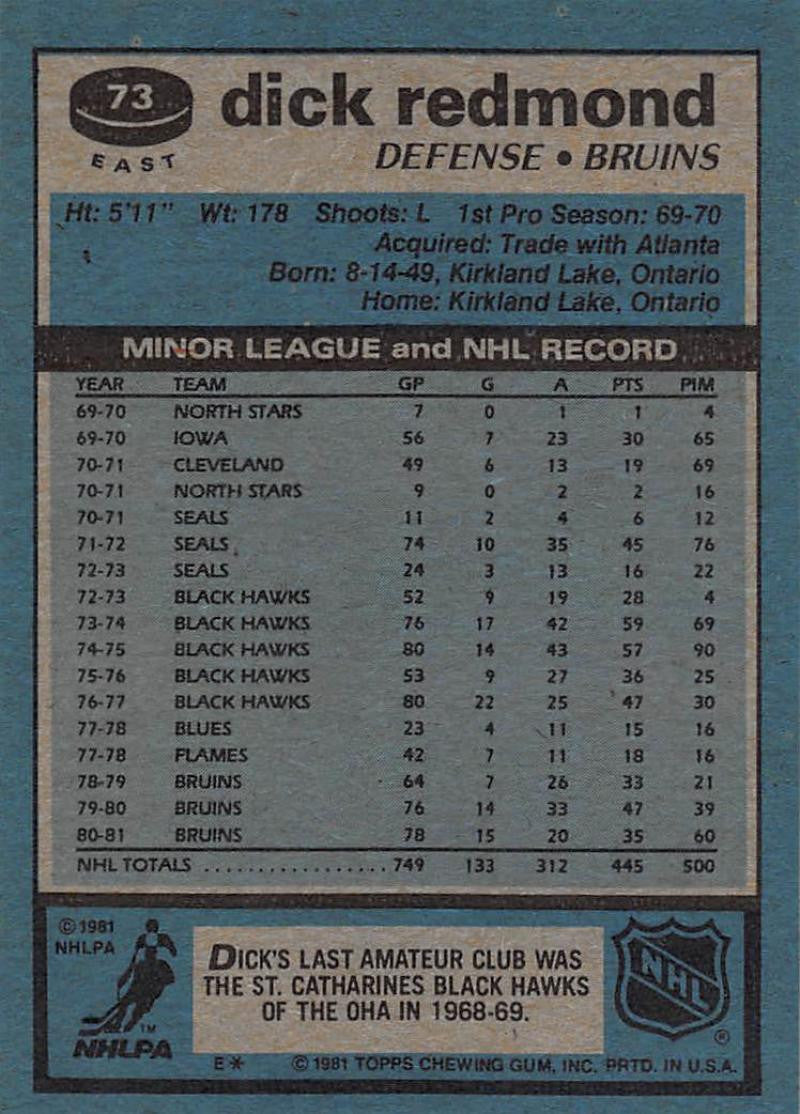 73
EAST
dick redmond
DEFENSE • BRUINS
Ht: 5'11" Wt: 178 Shoots: L 1st Pro Season: 69-70
Acquired: Trade with Atlanta
Born: 8-14-49, Kirkland Lake, Ontario
Home: Kirkland Lake, Ontario
MINOR LEAGUE and NHL RECORD
YEAR TEAM GP G A PTS PIM
69-70 NORTH STARS 7 0 1 1 4
69-70 IOWA 56 7 23 30 65
70-71 CLEVELAND 49 6 13 19 69
70-71 NORTH STARS 9 0 2 2 16
70-71 SEALS 11 2 4 6 12
71-72 SEALS 74 10 35 45 76
72-73 SEALS 24 3 13 16 22
72-73 BLACK HAWKS 52 9 19 28 4
73-74 BLACK HAWKS 76 17 42 59 69
74-75 BLACK HAWKS 80 14 43 57 90
75-76 BLACK HAWKS 53 9 27 36 25
76-77 BLACK HAWKS 80 22 25 47 30
77-78 BLUES 23 4 11 15 16
77-78 FLAMES 42 7 11 18 16
78-79 BRUINS 64 7 26 33 21
79-80 BRUINS 76 14 33 47 39
80-81 BRUINS 78 15 20 35 60
NHL TOTALS .................. 749 133 312 445 500
©1981
NHLPA
TM
NHLPA
DICK'S LAST AMATEUR CLUB WAS
THE ST. CATHARINES BLACK HAWKS
OF THE OHA IN 1968-69.
NHL
®
E* ©1981 TOPPS CHEWING GUM, INC. PRTD. IN U.S.A.